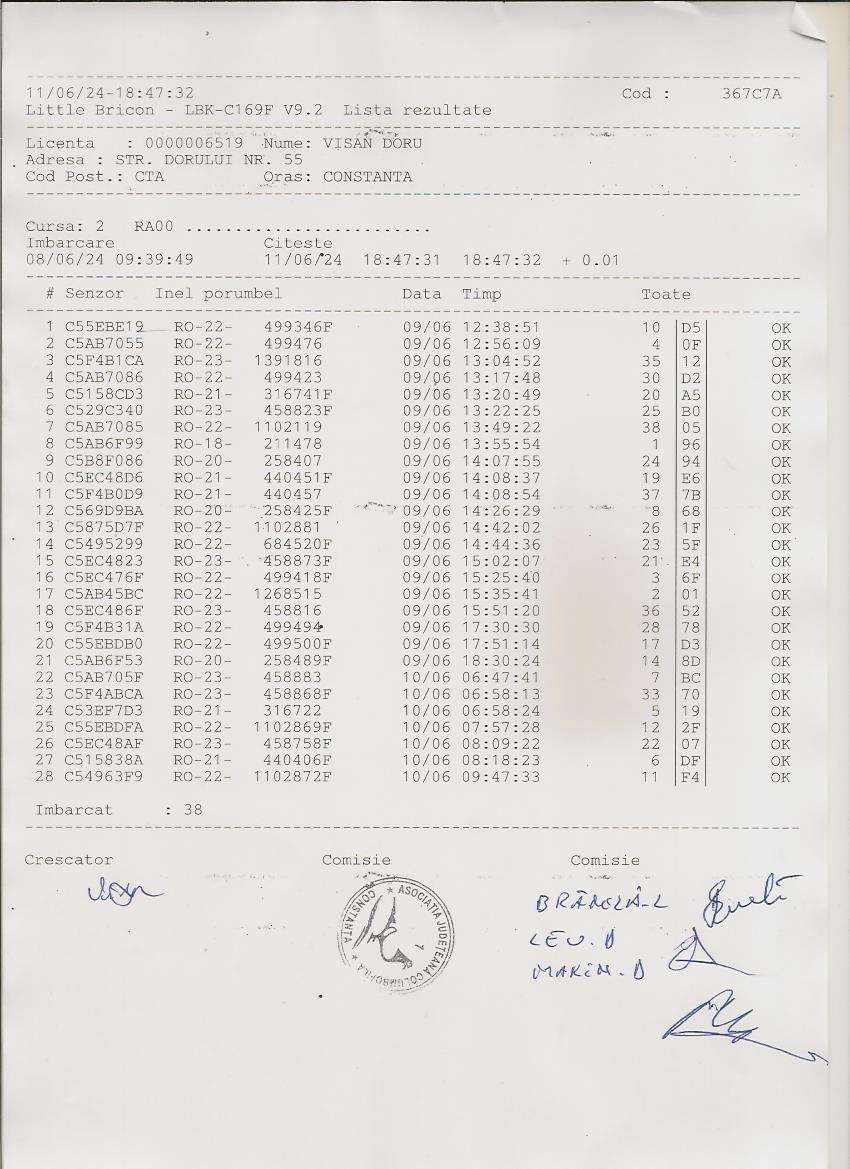 11/06/24-18:47:32 Cod : 367C7A
Little Bricon - LBK-C169F V9.2 Lista rezultate
Licenta : 0000006519 Nume: VISAN DORU
Adresa : STR. DORULUI NR. 55
Cod Post.: CTA Oras: CONSTANTA
Cursa: 2 RA00 .........................
Imbarcare Citeste
08/06/24 09:39:49 11/06/24 18:47:31 18:47:32 + 0.01
# Senzor Inel porumbel Data Timp Toate
1 C55EBE19 RO-22- 499346F 09/06 12:38:51 10 D5 OK
2 C5AB7055 RO-22- 499476 09/06 12:56:09 4 0F OK
3 C5F4B1CA RO-23- 1391816 09/06 13:04:52 35 12 OK
4 C5AB7086 RO-22- 499423 09/06 13:17:48 30 D2 OK
5 C5158CD3 RO-21- 316741F 09/06 13:20:49 20 A5 OK
6 C529C340 RO-23- 458823F 09/06 13:22:25 25 B0 OK
7 C5AB7085 RO-22- 1102119 09/06 13:49:22 38 05 OK
8 C5AB6F99 RO-18- 211478 09/06 13:55:54 1 96 OK
9 C5B8F086 RO-20- 258407 09/06 14:07:55 24 94 OK
10 C5EC48D6 RO-21- 440451F 09/06 14:08:37 19 E6 OK
11 C5F4B0D9 RO-21- 440457 09/06 14:08:54 37 7B OK
12 C569D9BA RO-20- 258425F 09/06 14:26:29 8 68 OK
13 C5875D7F RO-22- 1102881 09/06 14:42:02 26 1F OK
14 C5495299 RO-22- 684520F 09/06 14:44:36 23 5F OK
15 C5EC4823 RO-23- 458873F 09/06 15:02:07 21 E4 OK
16 C5EC476F RO-22- 499418F 09/06 15:25:40 3 6F OK
17 C5AB45BC RO-22- 1268515 09/06 15:35:41 2 01 OK
18 C5EC486F RO-23- 458816 09/06 15:51:20 36 52 OK
19 C5F4B31A RO-22- 499494 09/06 17:30:30 28 78 OK
20 C55EBDB0 RO-22- 499500F 09/06 17:51:14 17 D3 OK
21 C5AB6F53 RO-20- 258489F 09/06 18:30:24 14 8D OK
22 C5AB705F RO-23- 458883 10/06 06:47:41 7 BC OK
23 C5F4ABCA RO-23- 458868F 10/06 06:58:13 33 70 OK
24 C53EF7D3 RO-21- 316722 10/06 06:58:24 5 19 OK
25 C55EBDFA RO-22- 1102869F 10/06 07:57:28 12 2F OK
26 C5EC48AF RO-23- 458758F 10/06 08:09:22 22 07 OK
27 C515838A RO-21- 440406F 10/06 08:18:23 6 DF OK
28 C54963F9 RO-22- 1102872F 10/06 09:47:33 11 F4 OK
Imbarcat : 38
Crescator Comisie Comisie
ASOCIATIA JUDETEANA COLUMBOFILA * CONSTANTA *
1
LEU. D
MARIN. D